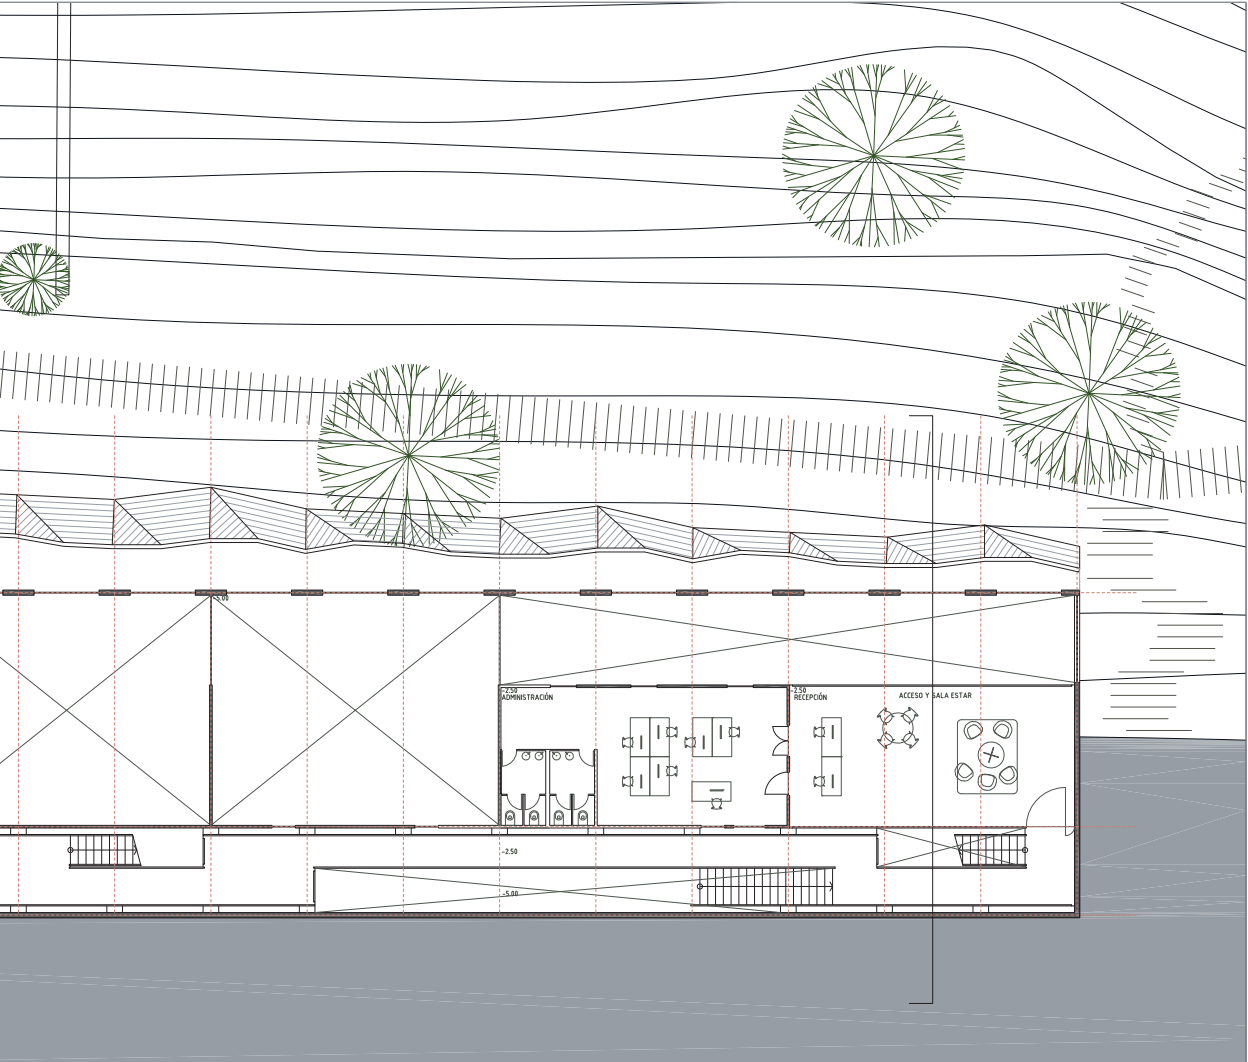 -5.00
-2.50
ADMINISTRACIÓN
-2.50
RECEPCIÓN
ACCESO Y SALA ESTAR
-2.50
-5.00